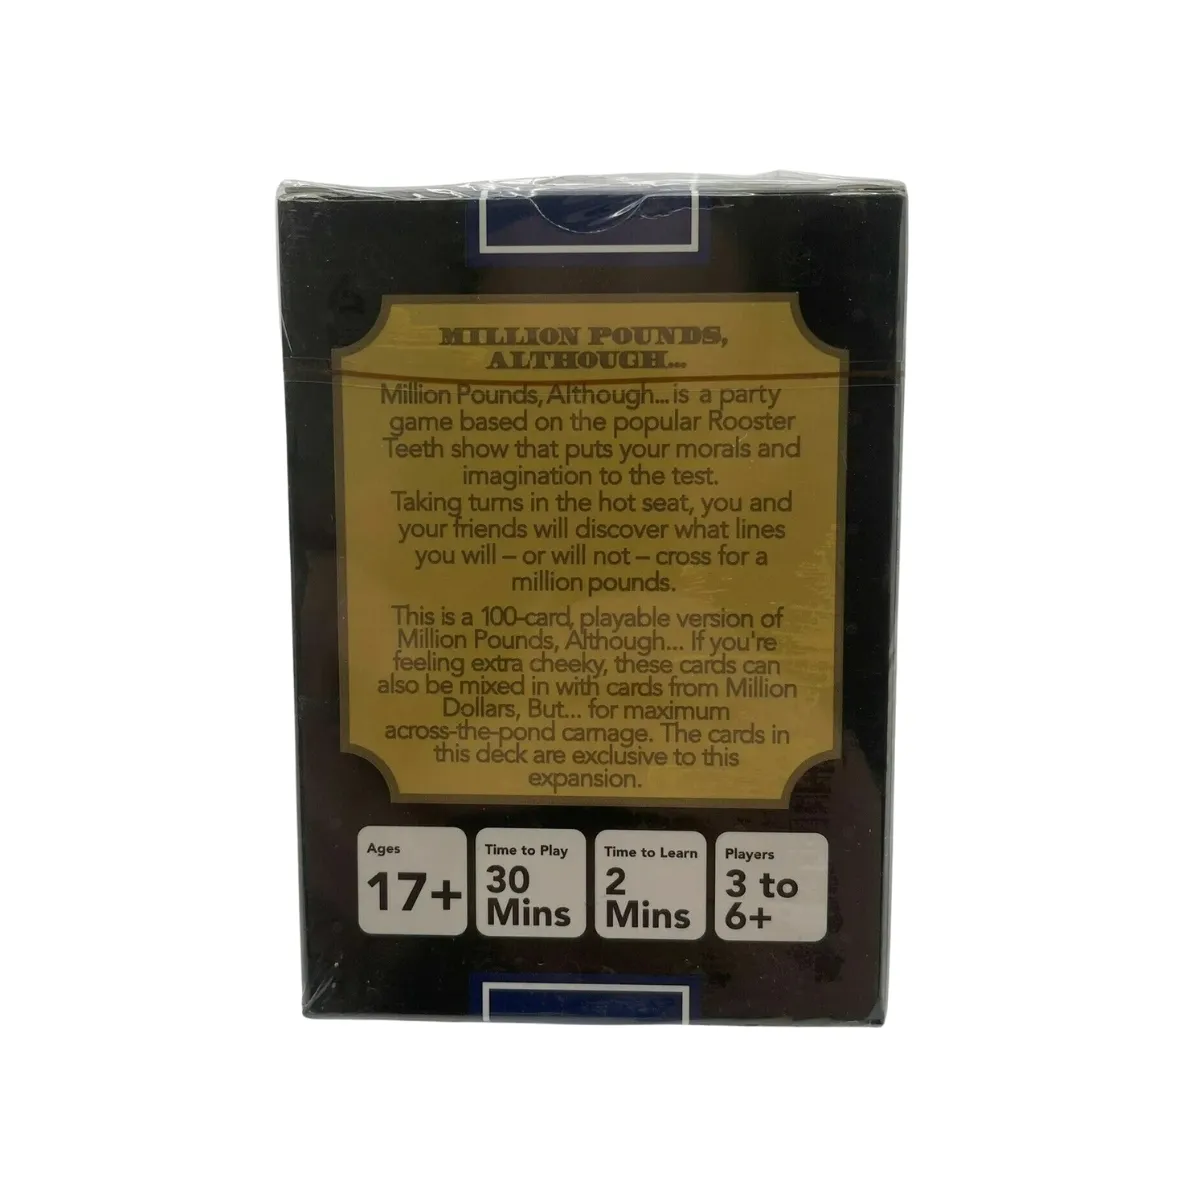 MILLION POUNDS,
ALTHOUGH...
Million Pounds, Although... is a party
game based on the popular Rooster
Teeth show that puts your morals and
imagination to the test.
Taking turns in the hot seat, you and
your friends will discover what lines
you will – or will not – cross for a
million pounds.
This is a 100-card, playable version of
Million Pounds, Although... If you're
feeling extra cheeky, these cards can
also be mixed in with cards from Million
Dollars, But... for maximum
across-the-pond carnage. The cards in
this deck are exclusive to this
expansion.
Ages
17+
Time to Play
30
Mins
Time to Learn
2
Mins
Players
3 to
6+